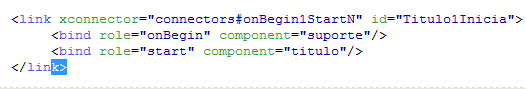 <link xconnector="connectors#onBegin1StartN" id="Titulo1Inicia">
<bind role="onBegin" component="suporte"/>
<bind role="start" component="titulo"/>
</link>